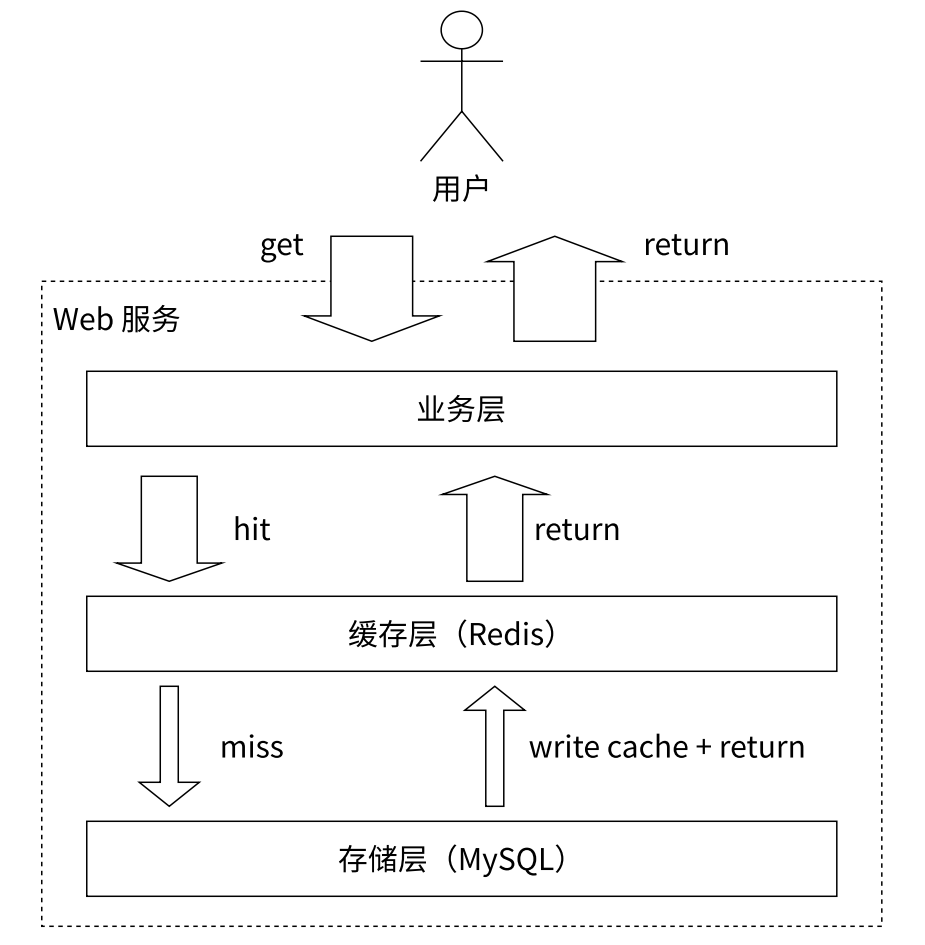 用户
get
return
Web 服务
业务层
hit
return
缓存层（Redis）
miss
write cache + return
存储层（MySQL）